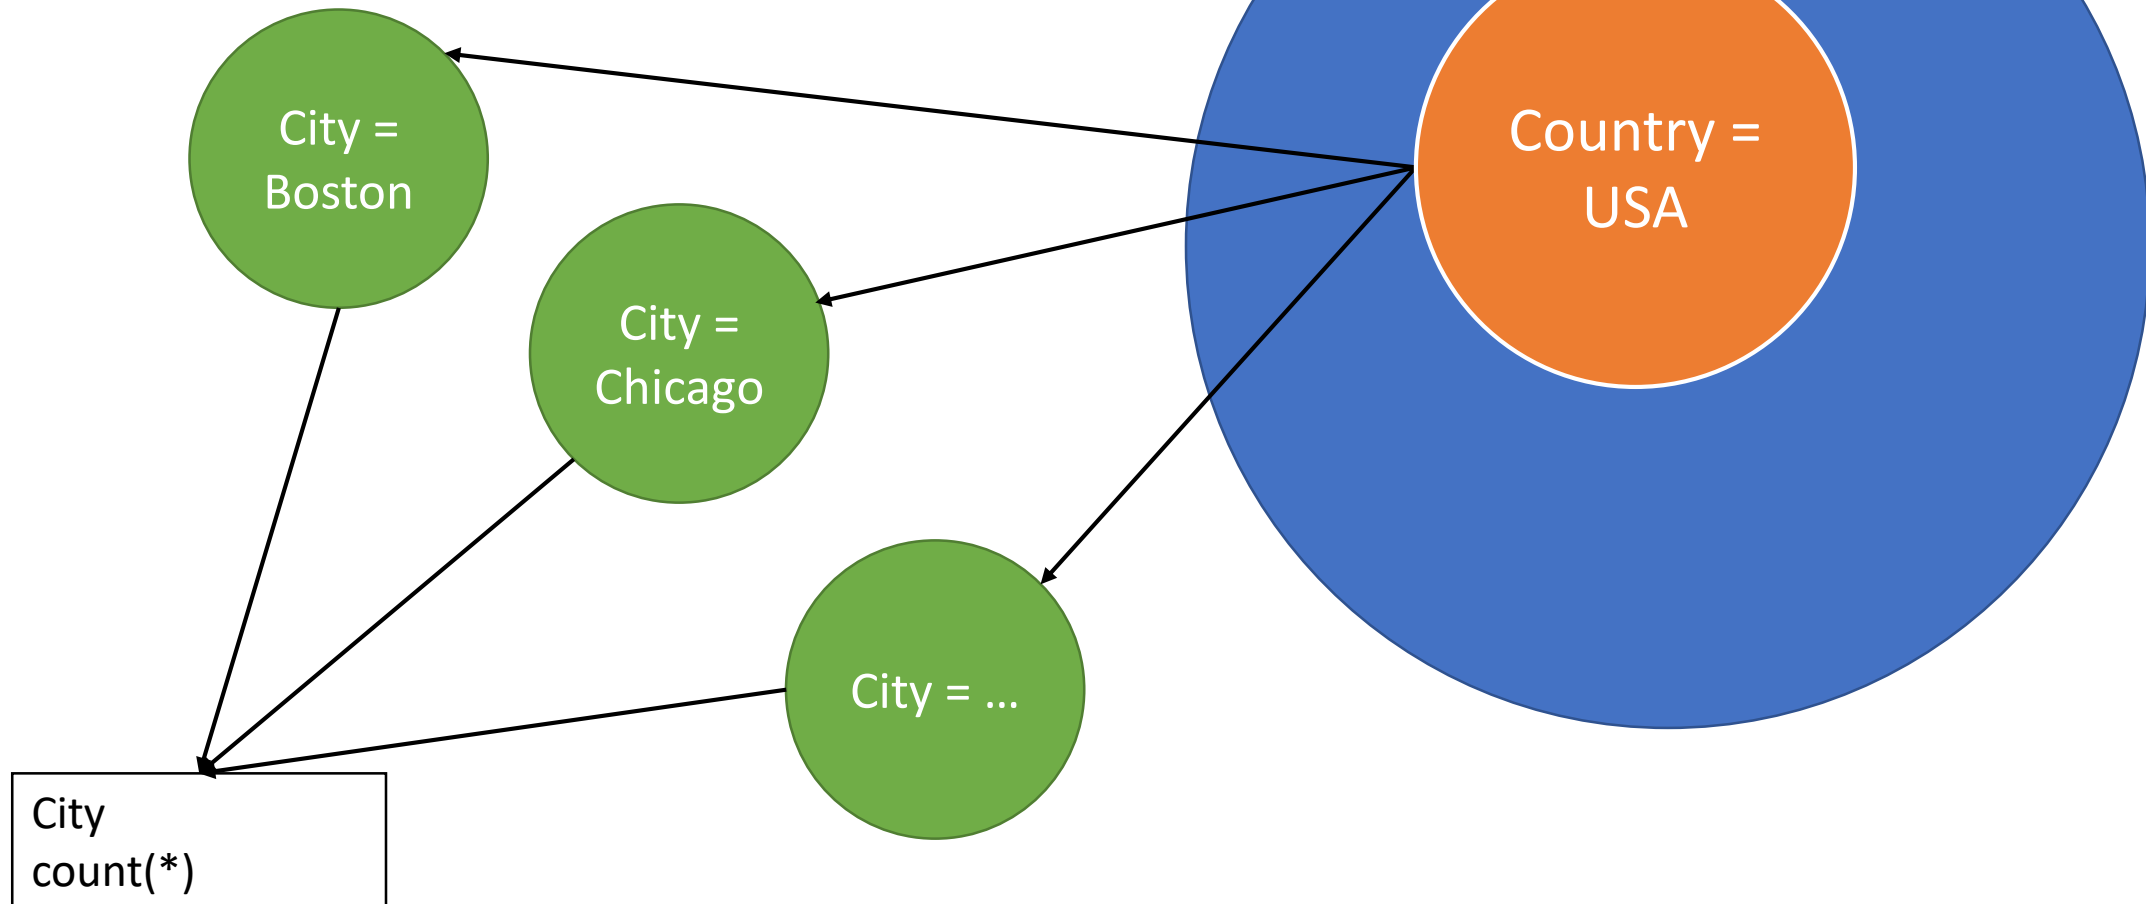 City =
Boston
Country =
USA
City =
Chicago
City = ...
City
count(*)